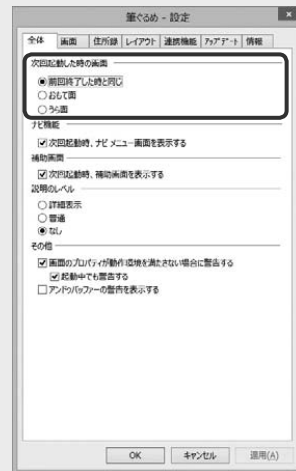 筆ぐるめ - 設定
全体 画面 住所録 レイアウト 連携機能 アップデート 情報
次回起動した時の画面
前回終了した時と同じ
おもて面
うら面
ナビ機能
次回起動時、ナビ メニュー画面を表示する
補助画面
次回起動時、補助画面を表示する
説明のレベル
詳細表示
普通
なし
その他
画面のプロパティが動作環境を満たさない場合に警告する
起動中でも警告する
アンドゥバッファーの警告を表示する
OK キャンセル 適用(A)